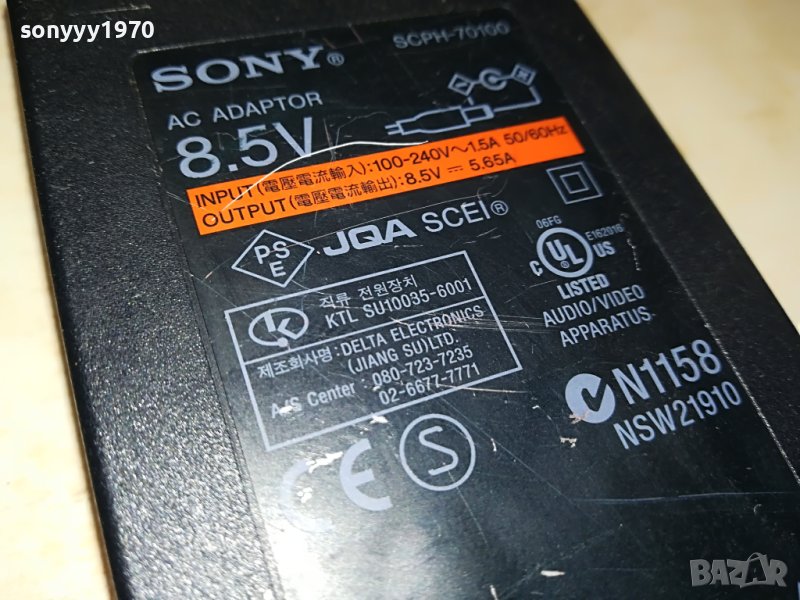 sonyyy1970
SONY® SCPH-70100
AC ADAPTOR
8.5V
INPUT (電壓電流輸入):100-240V~1.5A 50/60Hz
OUTPUT (電壓電流輸出):8.5V ⎓ 5.65A
PS
E
JQA SCEI®
06FG
E162016
C UL® US
LISTED
AUDIO/VIDEO
APPARATUS
직류 전원장치
KTL SU10035-6001
제조회사명: DELTA ELECTRONICS
(JIANG SU)LTD.
A/S Center : 080-723-7235
02-6677-7771
N1158
NSW21910
CE S
BAZAR